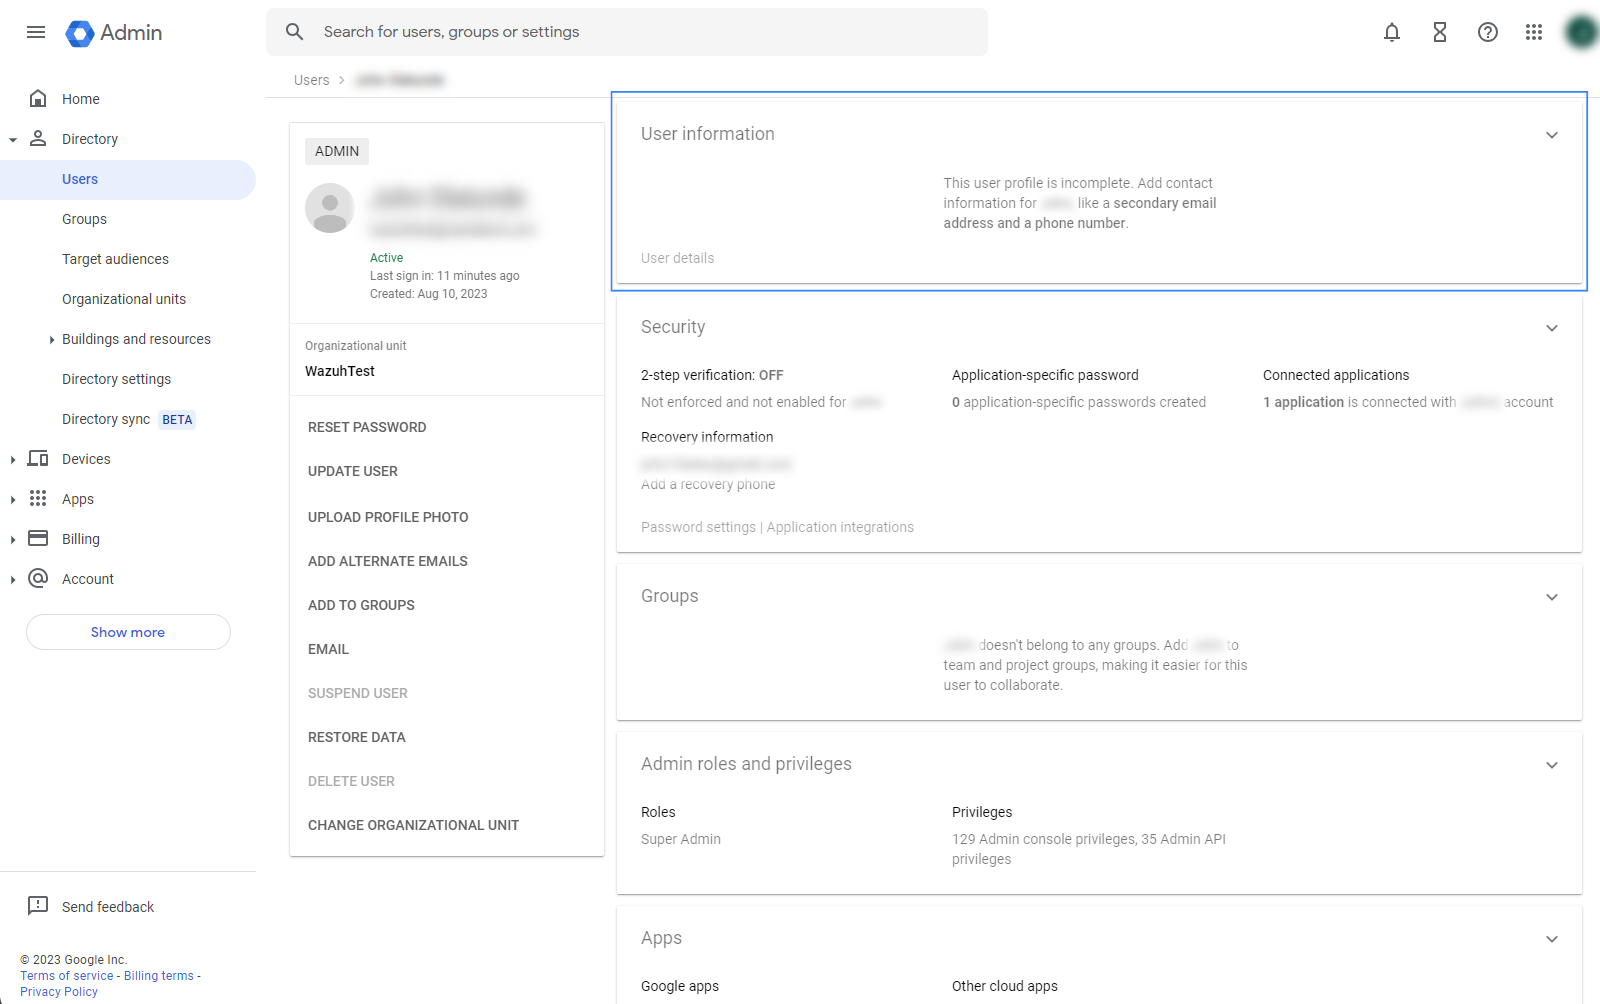 Admin
Search for users, groups or settings
Users
Home
Directory
Users
Groups
Target audiences
Organizational units
Buildings and resources
Directory settings
Directory sync BETA
Devices
Apps
Billing
Account
Show more
Send feedback
© 2023 Google Inc.
Terms of service - Billing terms -
Privacy Policy
ADMIN
Active
Last sign in: 11 minutes ago
Created: Aug 10, 2023
Organizational unit
WazuhTest
RESET PASSWORD
UPDATE USER
UPLOAD PROFILE PHOTO
ADD ALTERNATE EMAILS
ADD TO GROUPS
EMAIL
SUSPEND USER
RESTORE DATA
DELETE USER
CHANGE ORGANIZATIONAL UNIT
User information
This user profile is incomplete. Add contact
information for like a secondary email
address and a phone number.
User details
Security
2-step verification: OFF
Not enforced and not enabled for
Application-specific password
0 application-specific passwords created
Connected applications
1 application is connected with account
Recovery information
Add a recovery phone
Password settings | Application integrations
Groups
doesn't belong to any groups. Add to
team and project groups, making it easier for this
user to collaborate.
Admin roles and privileges
Roles
Super Admin
Privileges
129 Admin console privileges, 35 Admin API
privileges
Apps
Google apps
Other cloud apps